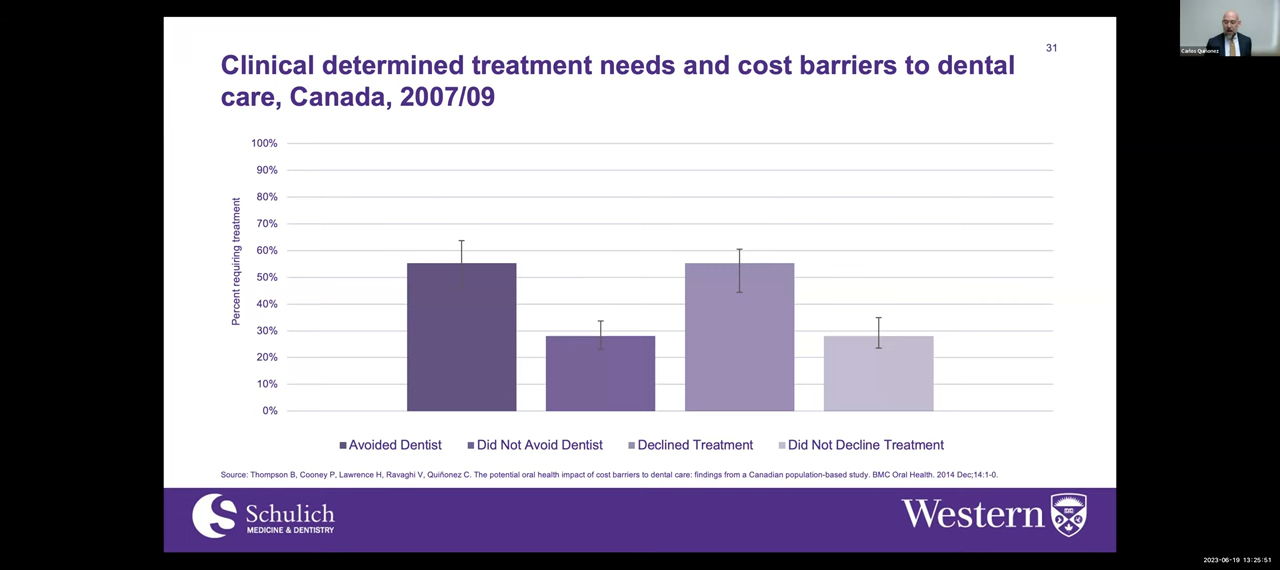 31
Clinical determined treatment needs and cost barriers to dental
care, Canada, 2007/09
Carlos Quiñonez
100%
90%
80%
70%
60%
50%
40%
30%
20%
10%
0%
Percent requiring treatment
Avoided Dentist
Did Not Avoid Dentist
Declined Treatment
Did Not Decline Treatment
Source: Thompson B, Cooney P, Lawrence H, Ravaghi V, Quiñonez C. The potential oral health impact of cost barriers to dental care: findings from a Canadian population-based study. BMC Oral Health. 2014 Dec;14:1-0.
Schulich
MEDICINE & DENTISTRY
Western
2023-06-19 13:25:51